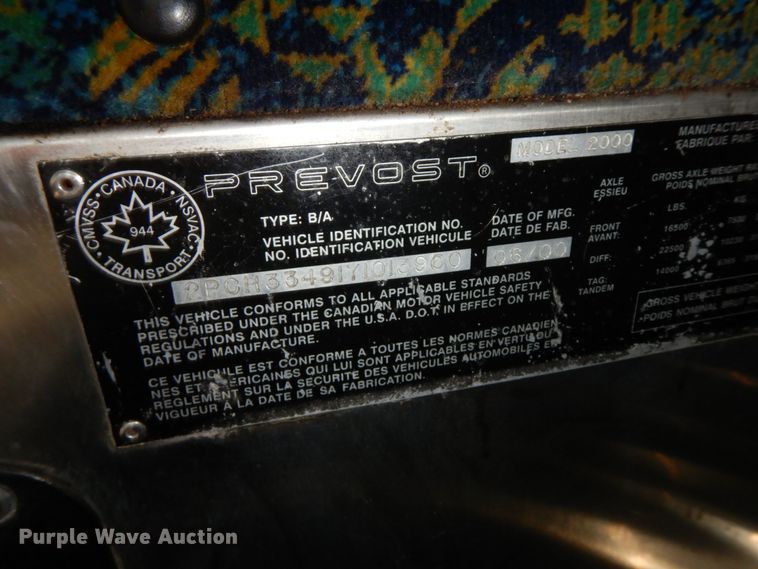 PREVOST®
MODEL 2000
MANUFACTURE
FABRIQUE PAR:
CMVSS·CANADA·NSVAC·TRANSPORT·
944
TYPE: B/A
VEHICLE IDENTIFICATION NO.
NO. IDENTIFICATION VEHICULE
DATE OF MFG.
DATE DE FAB.
AXLE
ESSIEU
GROSS AXLE WEIGHT
POIDS NOMINAL BRUT
LBS.
KG.
FRONT
AVANT:
16500
DIFF:
22500
TAG:
TANDEM
14000
GROSS VEHICLE WEIGHT
POIDS NOMINAL BRUT DU
THIS VEHICLE CONFORMS TO ALL APPLICABLE STANDARDS
PRESCRIBED UNDER THE CANADIAN MOTOR VEHICLE SAFETY
REGULATIONS AND UNDER THE U.S.A. D.O.T. IN EFFECT ON THE
DATE OF MANUFACTURE.
CE VEHICULE EST CONFORME A TOUTES LES NORMES CANADIEN
NES ET AMERICAINES QUI LUI SONT APPLICABLES EN VERTU DU
REGLEMENT SUR LA SECURITE DES VEHICULES AUTOMOBILES EN
VIGUEUR A LA DATE DE SA FABRICATION.
Purple Wave Auction